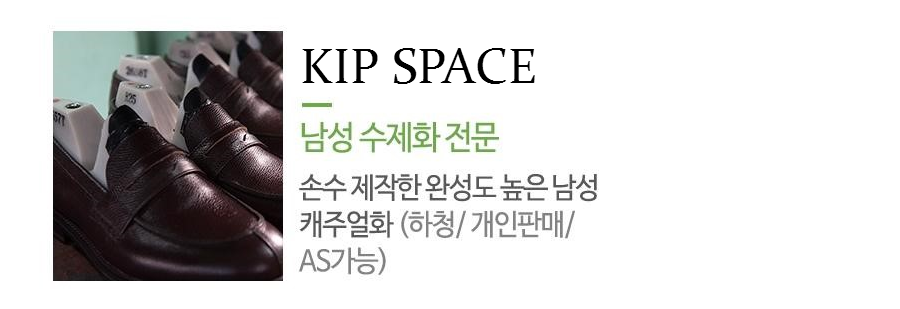 KIP SPACE
남성 수제화 전문
손수 제작한 완성도 높은 남성
캐주얼화 (하청/ 개인판매/
AS가능)